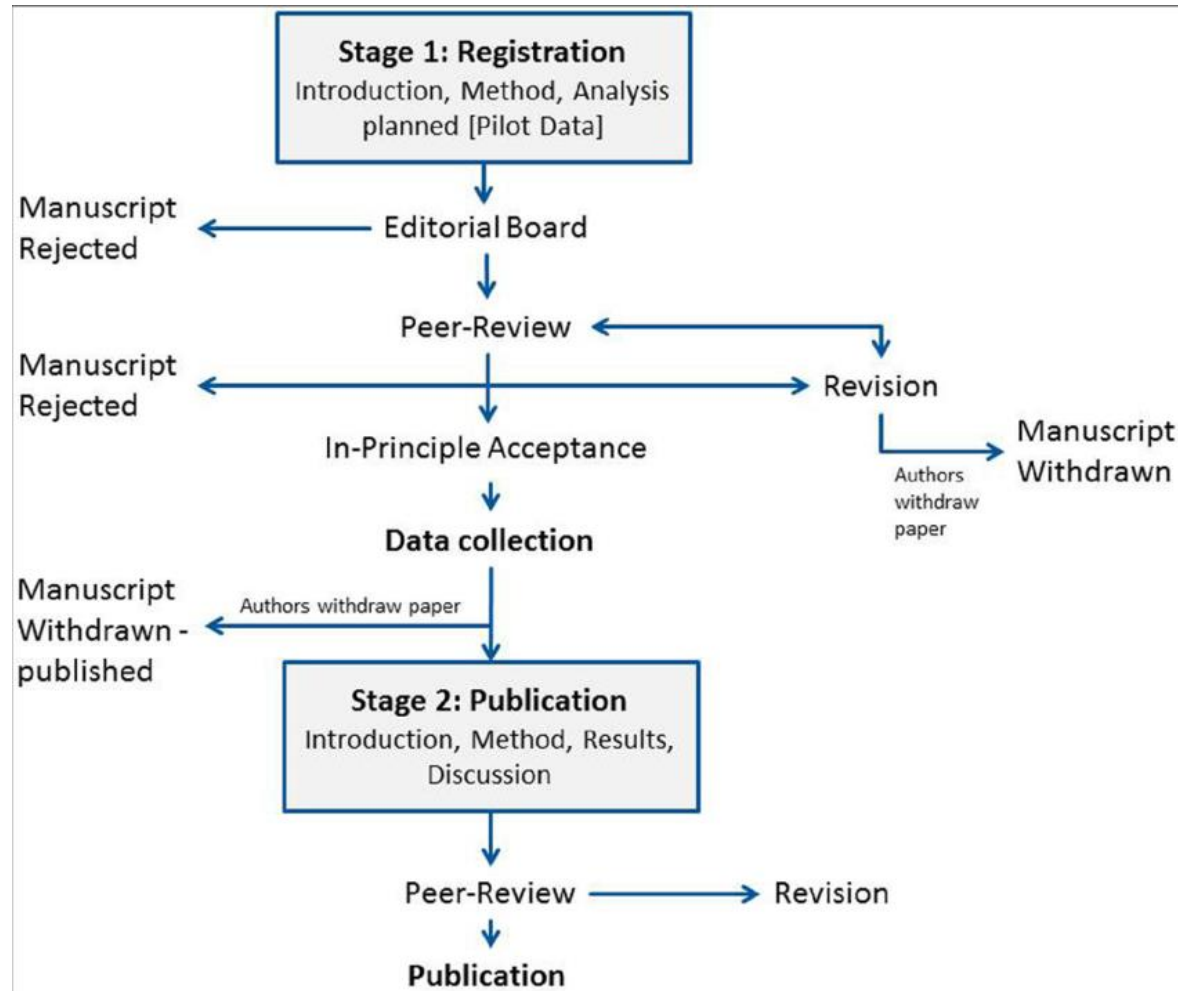 Stage 1: Registration
Introduction, Method, Analysis
planned [Pilot Data]
Manuscript
Rejected
Editorial Board
Peer-Review
Manuscript
Rejected
Revision
In-Principle Acceptance
Manuscript
Withdrawn
Authors
withdraw
paper
Data collection
Manuscript
Withdrawn -
published
Authors withdraw paper
Stage 2: Publication
Introduction, Method, Results,
Discussion
Peer-Review
Revision
Publication